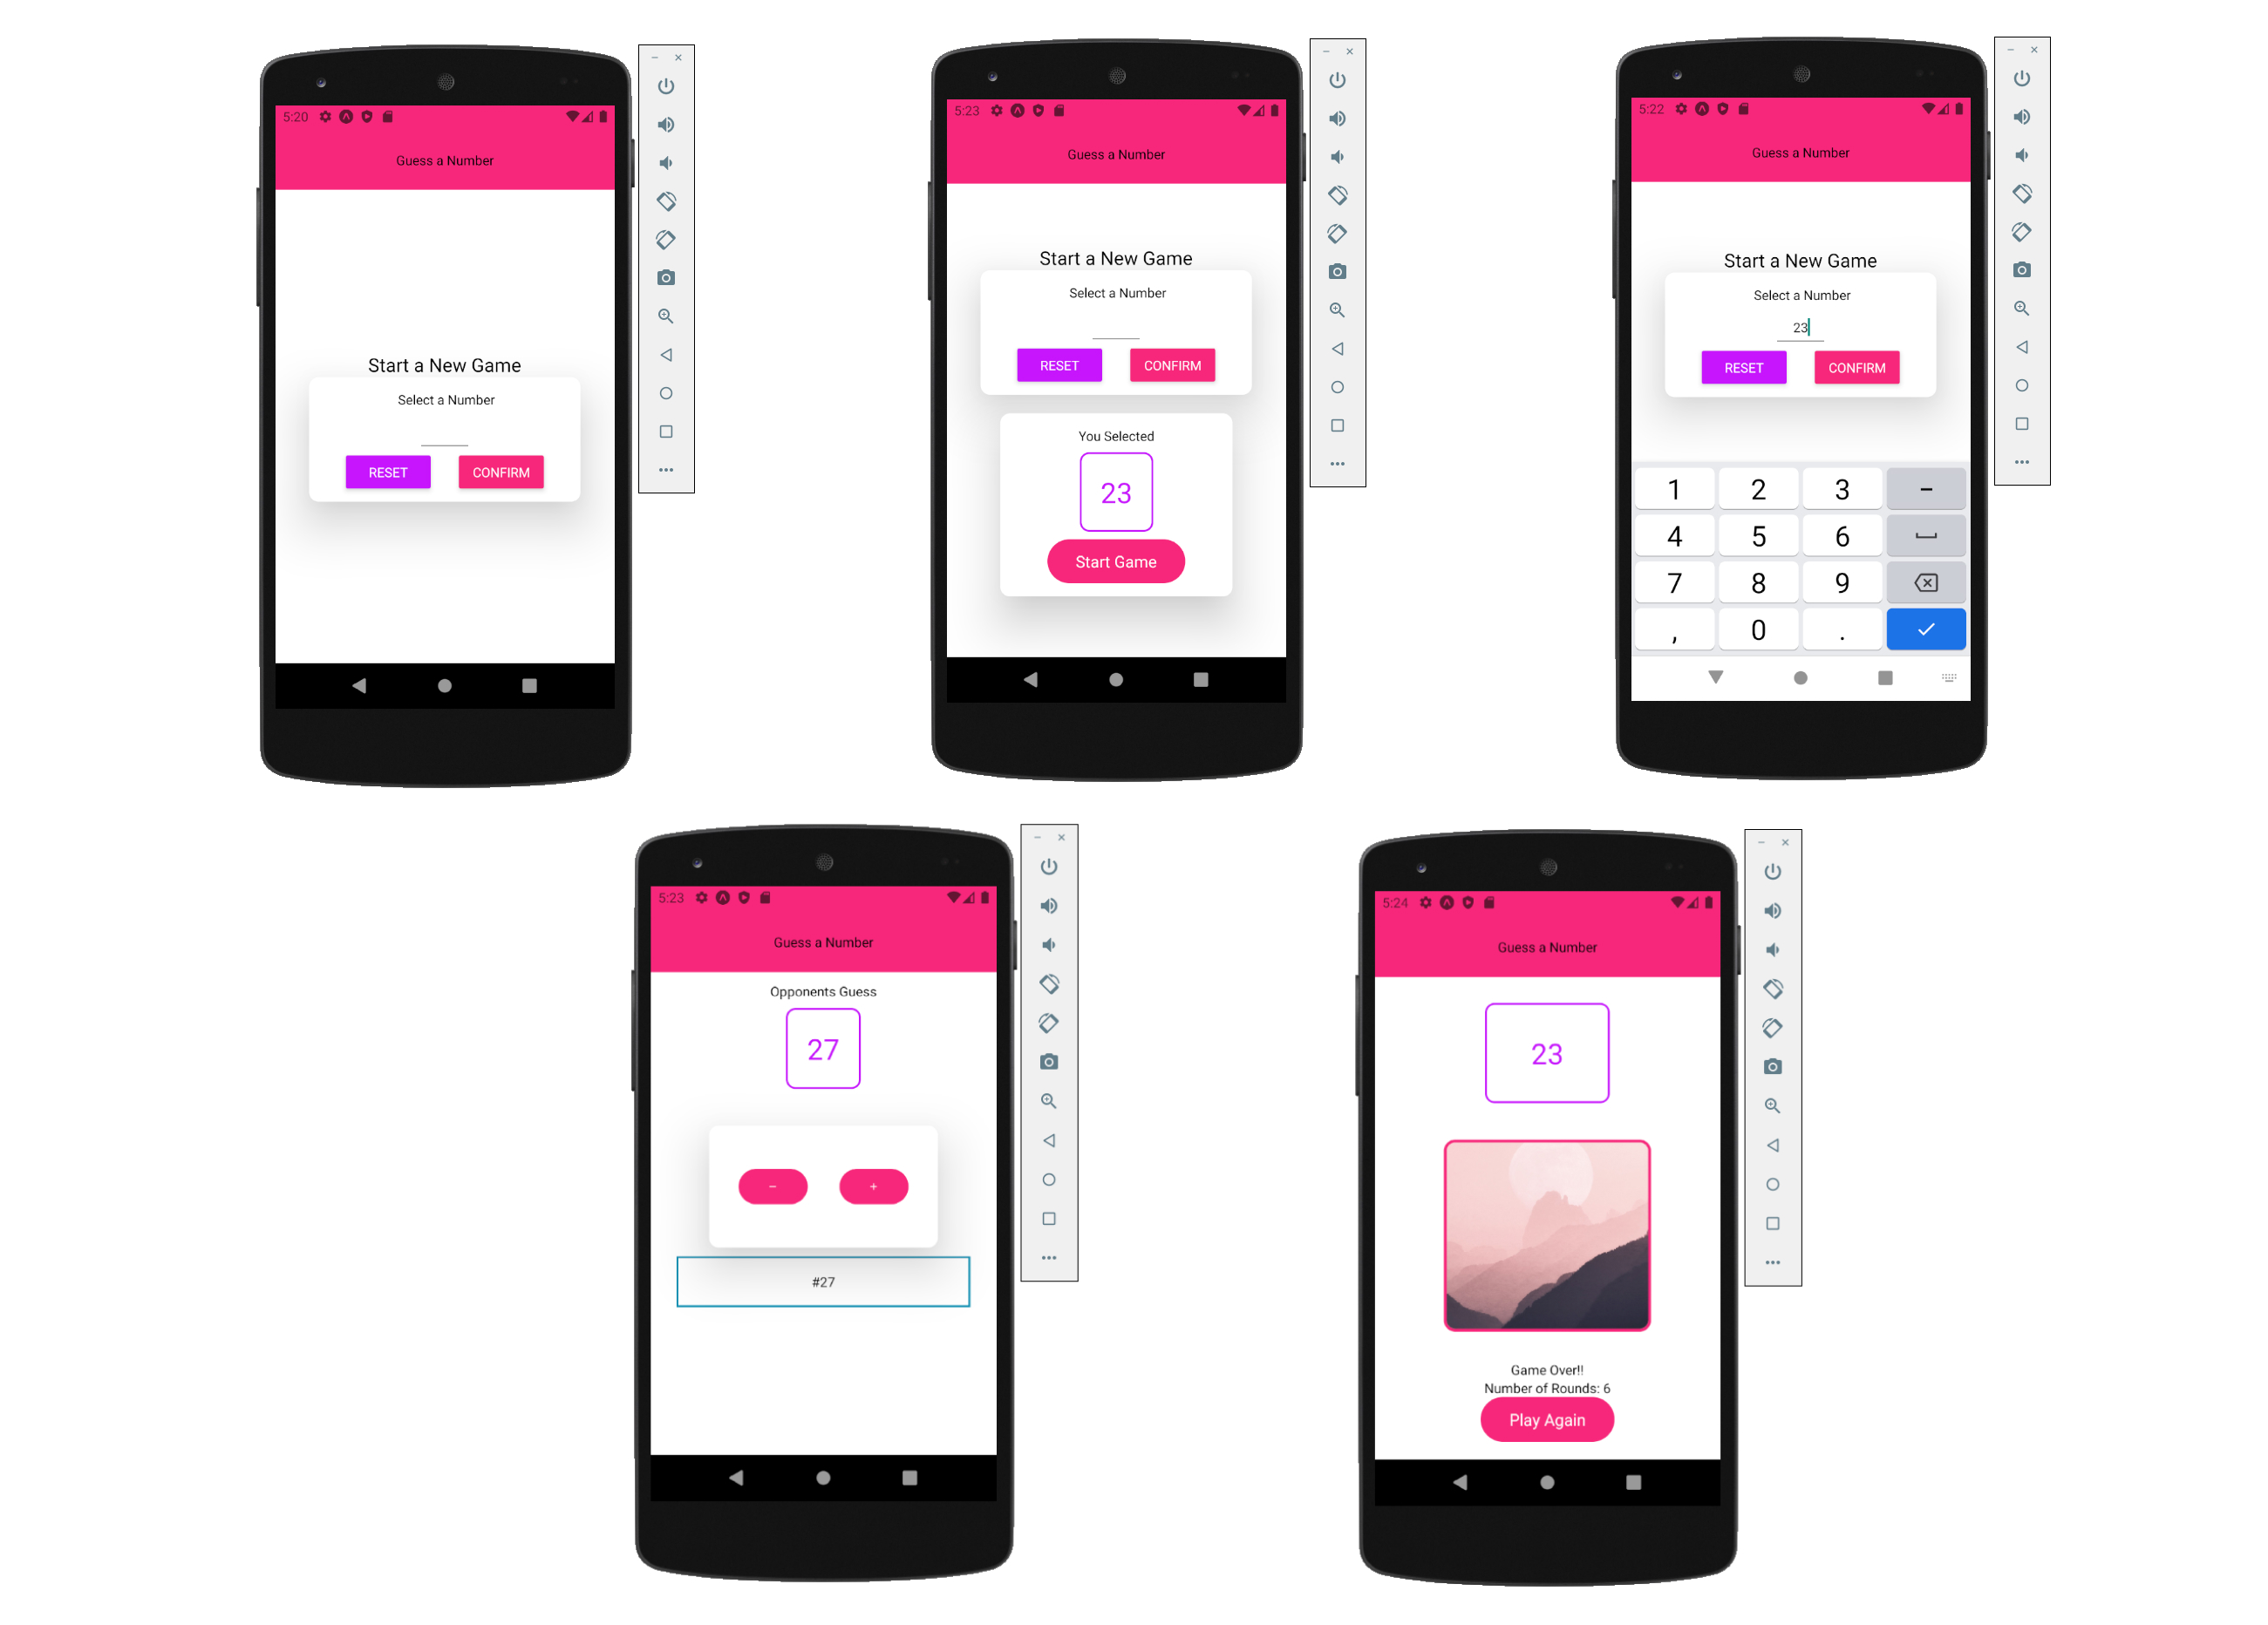 5:20
Guess a Number
Start a New Game
Select a Number
RESET CONFIRM
5:23
Guess a Number
Start a New Game
Select a Number
RESET CONFIRM
You Selected
23
Start Game
5:22
Guess a Number
Start a New Game
Select a Number
23
RESET CONFIRM
1 2 3 -
4 5 6
7 8 9
, 0 .
5:23
Guess a Number
Opponents Guess
27
- +
#27
5:24
Guess a Number
23
Game Over!!
Number of Rounds: 6
Play Again